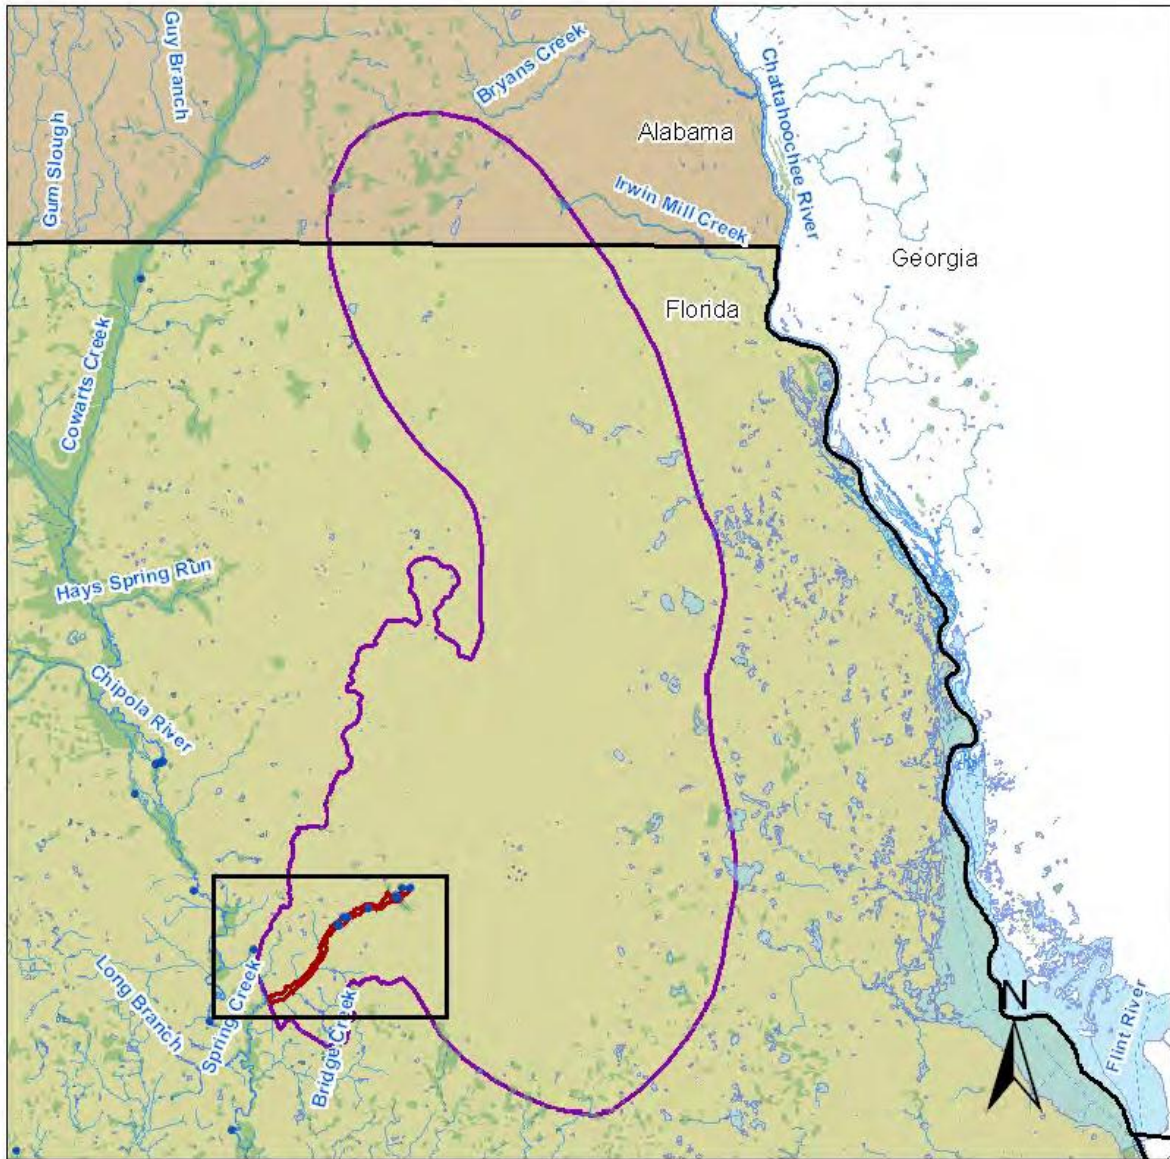 Guy Branch
Bryans Creek
Chattahoochee River
Alabama
Gum Slough
Irwin Mill Creek
Georgia
Florida
Cowarts Creek
Hays Spring Run
Chipola River
Long Branch
Spring Creek
Bridge Creek
N
Flint River